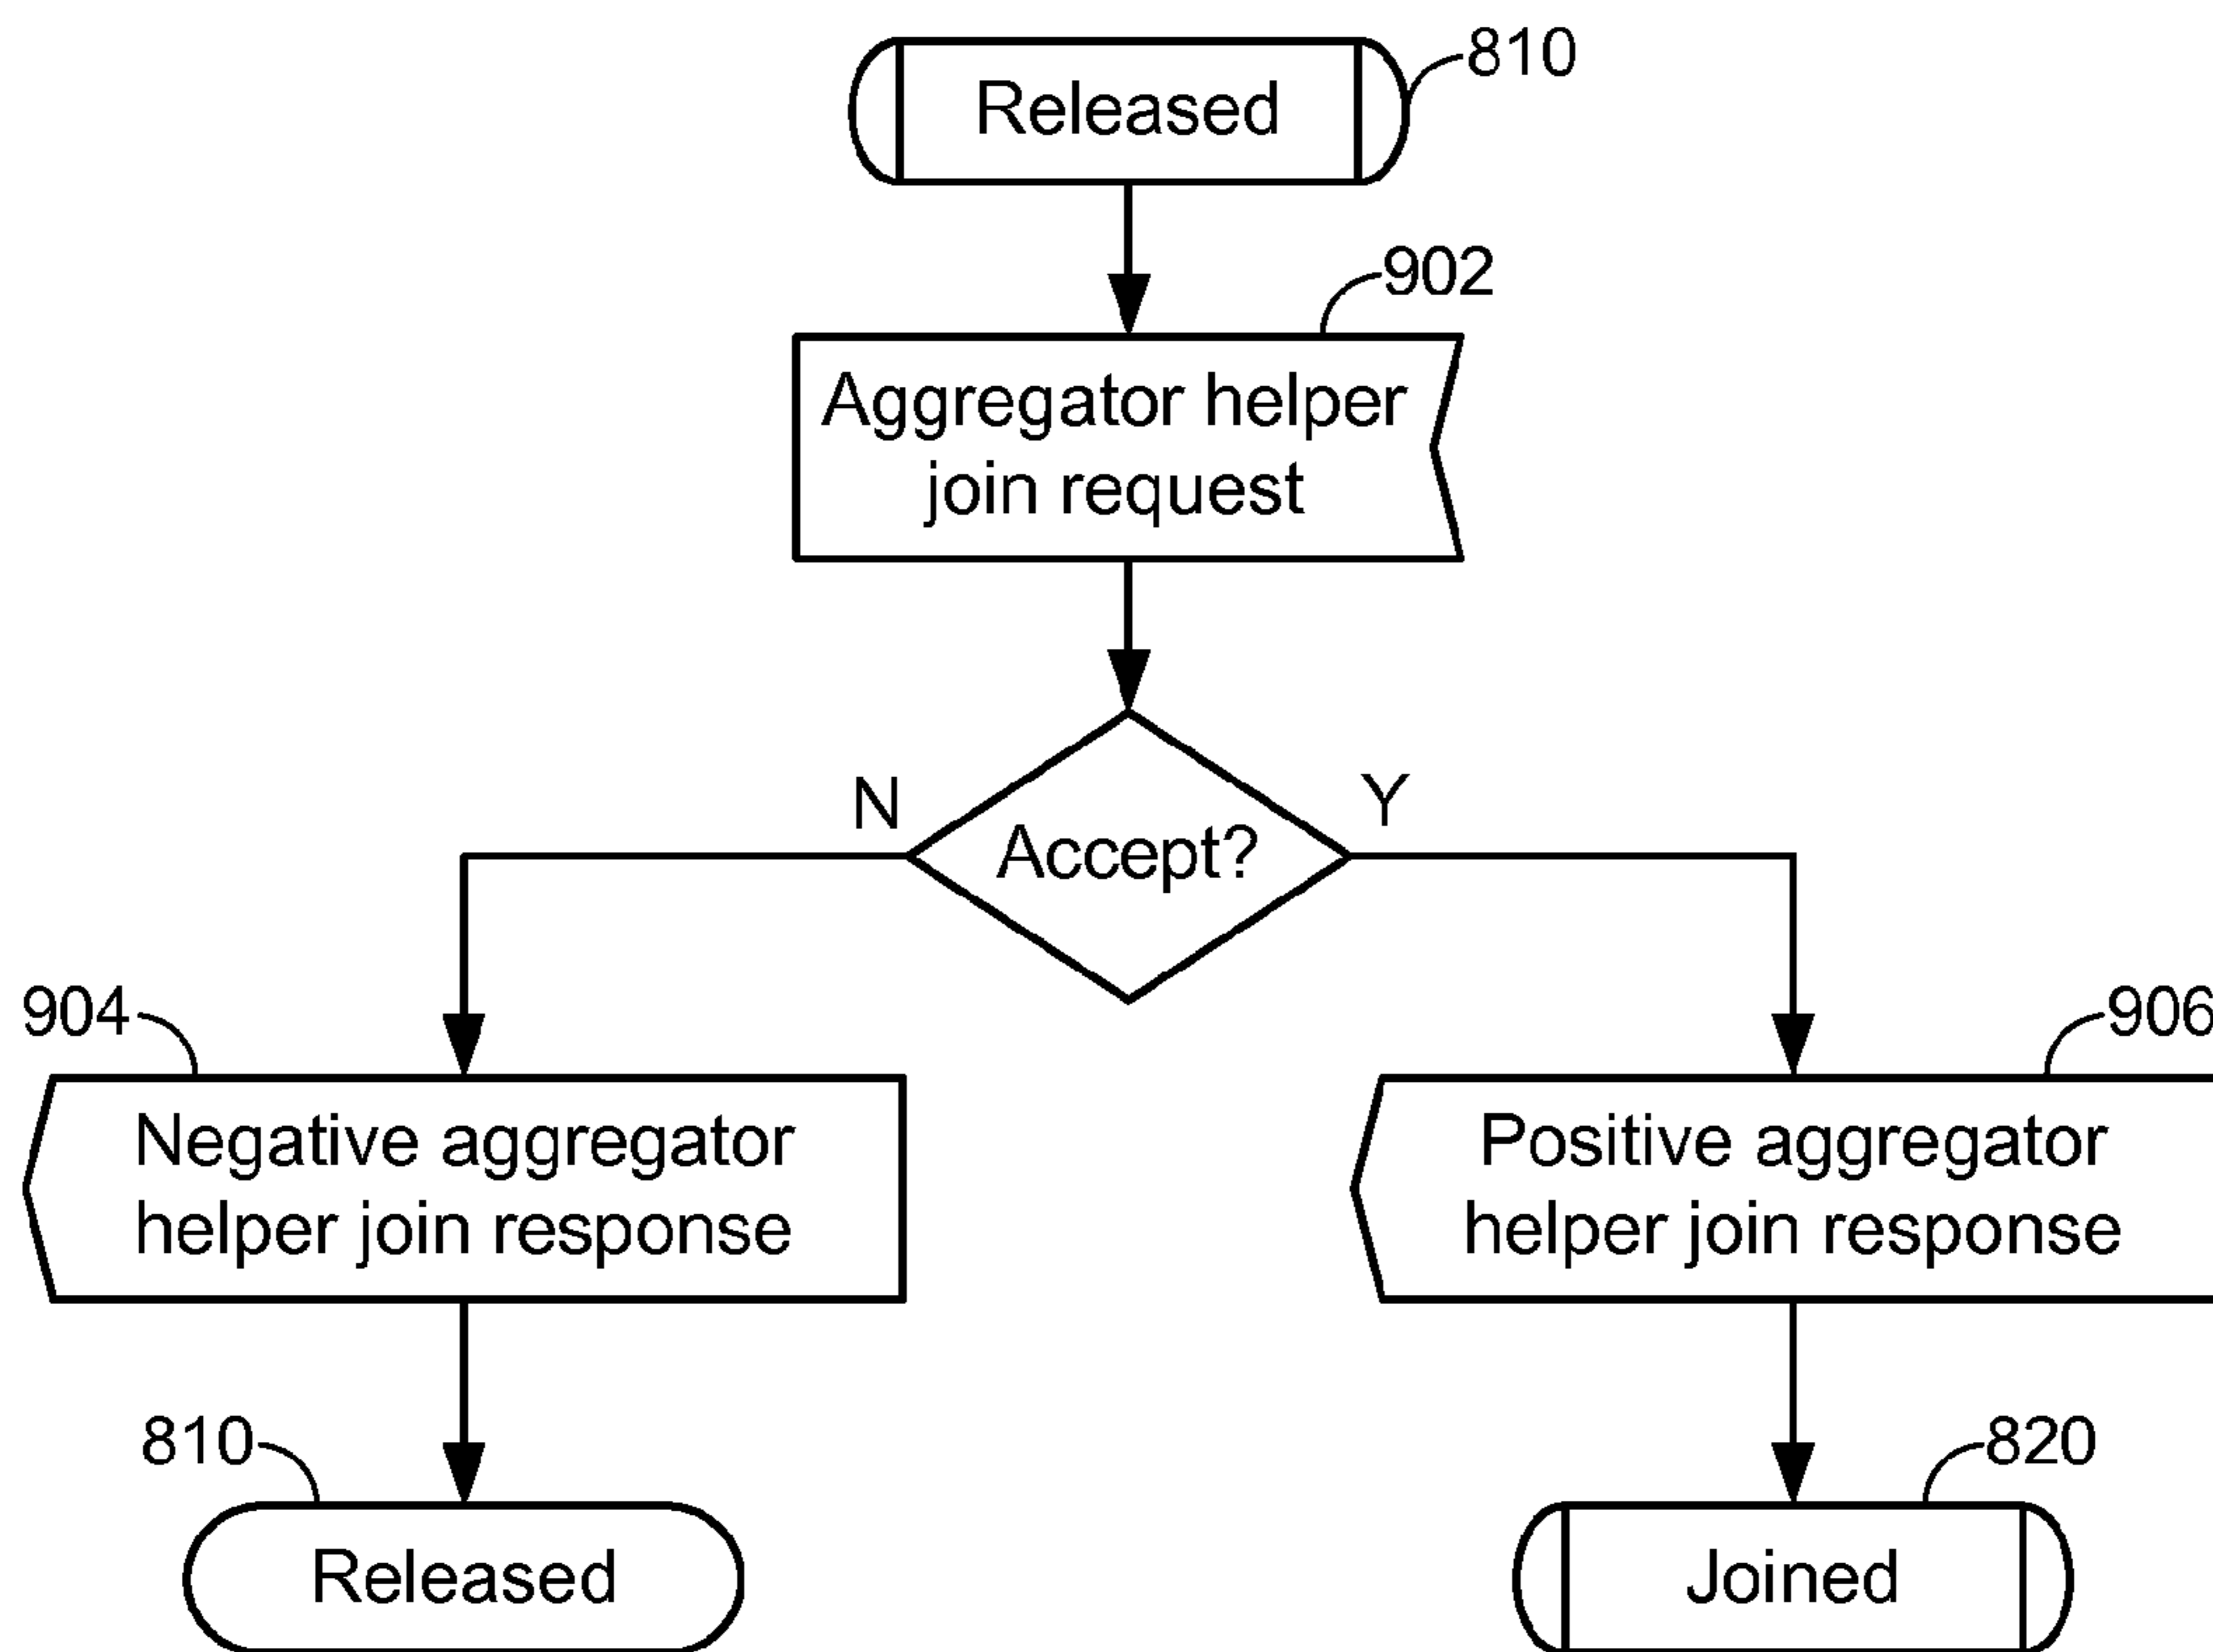 810
Released
902
Aggregator helper
join request
N
Y
Accept?
904
906
Negative aggregator
helper join response
Positive aggregator
helper join response
810
820
Released
Joined